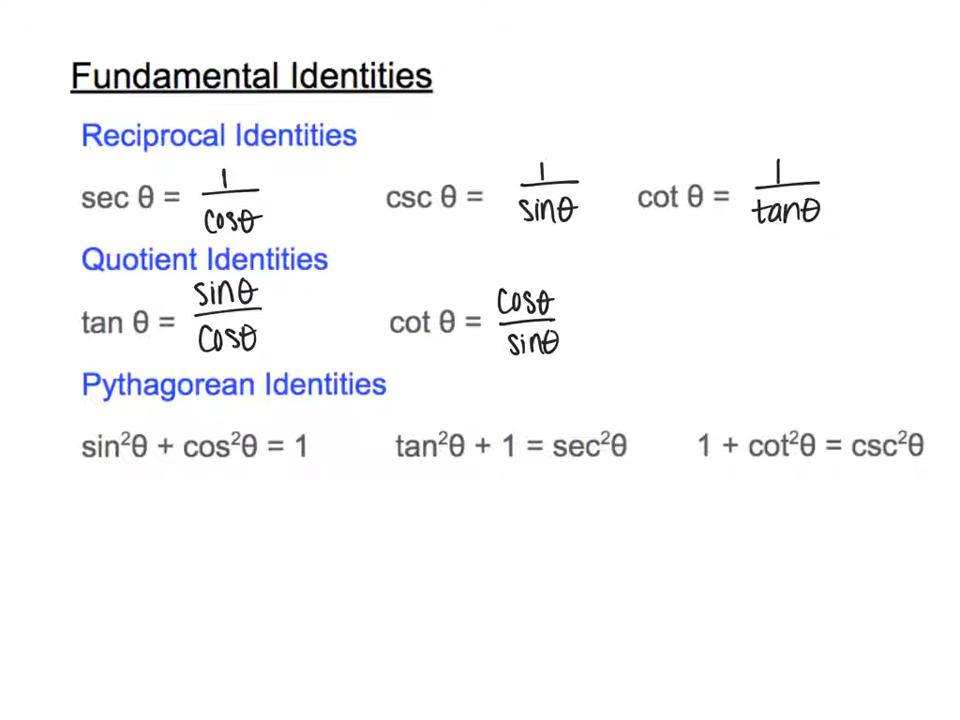 Fundamental Identities
Reciprocal Identities
sec θ = 1/cosθ csc θ = 1/sinθ cot θ = 1/tanθ
Quotient Identities
tan θ = sinθ/cosθ cot θ = cosθ/sinθ
Pythagorean Identities
sin²θ + cos²θ = 1 tan²θ + 1 = sec²θ 1 + cot²θ = csc²θ